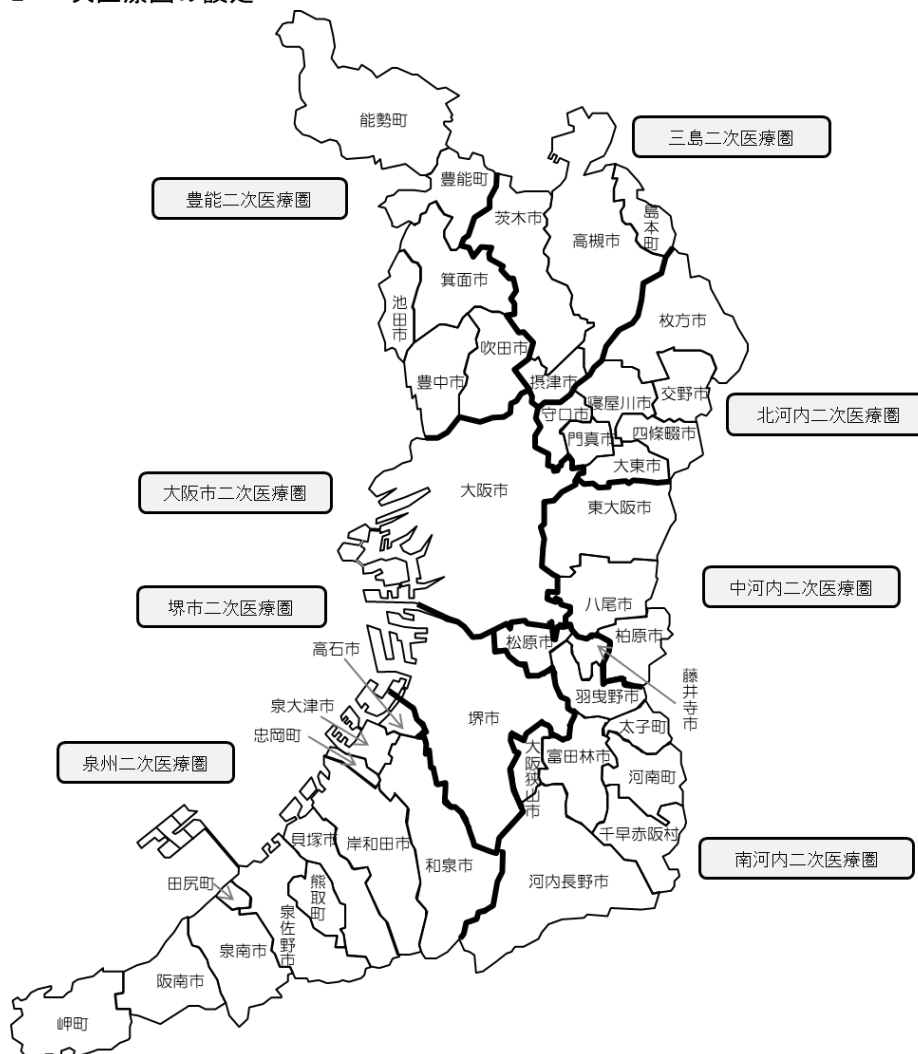 能勢町
三島二次医療圏
豊能町
豊能二次医療圏
茨木市
島本町
高槻市
箕面市
池田市
枚方市
吹田市
豊中市
摂津市
交野市
寝屋川市
守口市
北河内二次医療圏
四條畷市
門真市
大東市
大阪市二次医療圏
大阪市
東大阪市
中河内二次医療圏
八尾市
堺市二次医療圏
柏原市
松原市
高石市
藤井寺市
羽曳野市
泉大津市
堺市
太子町
忠岡町
大阪狭山市
富田林市
泉州二次医療圏
河南町
千早赤阪村
貝塚市
岸和田市
和泉市
南河内二次医療圏
河内長野市
田尻町
熊取町
泉佐野市
泉南市
阪南市
岬町